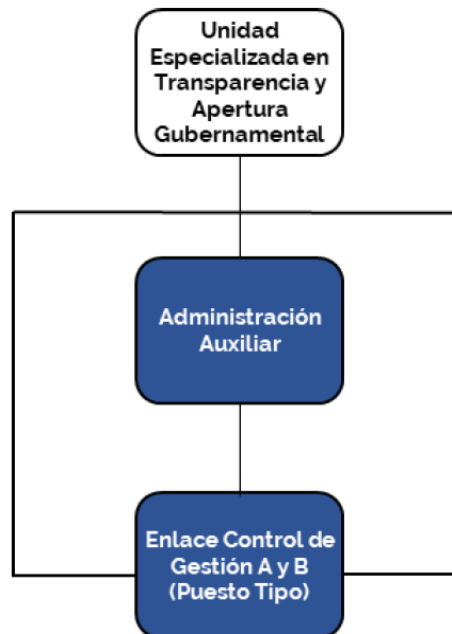 Unidad
Especializada en
Transparencia y
Apertura
Gubernamental
Administración
Auxiliar
Enlace Control de
Gestión A y B
(Puesto Tipo)